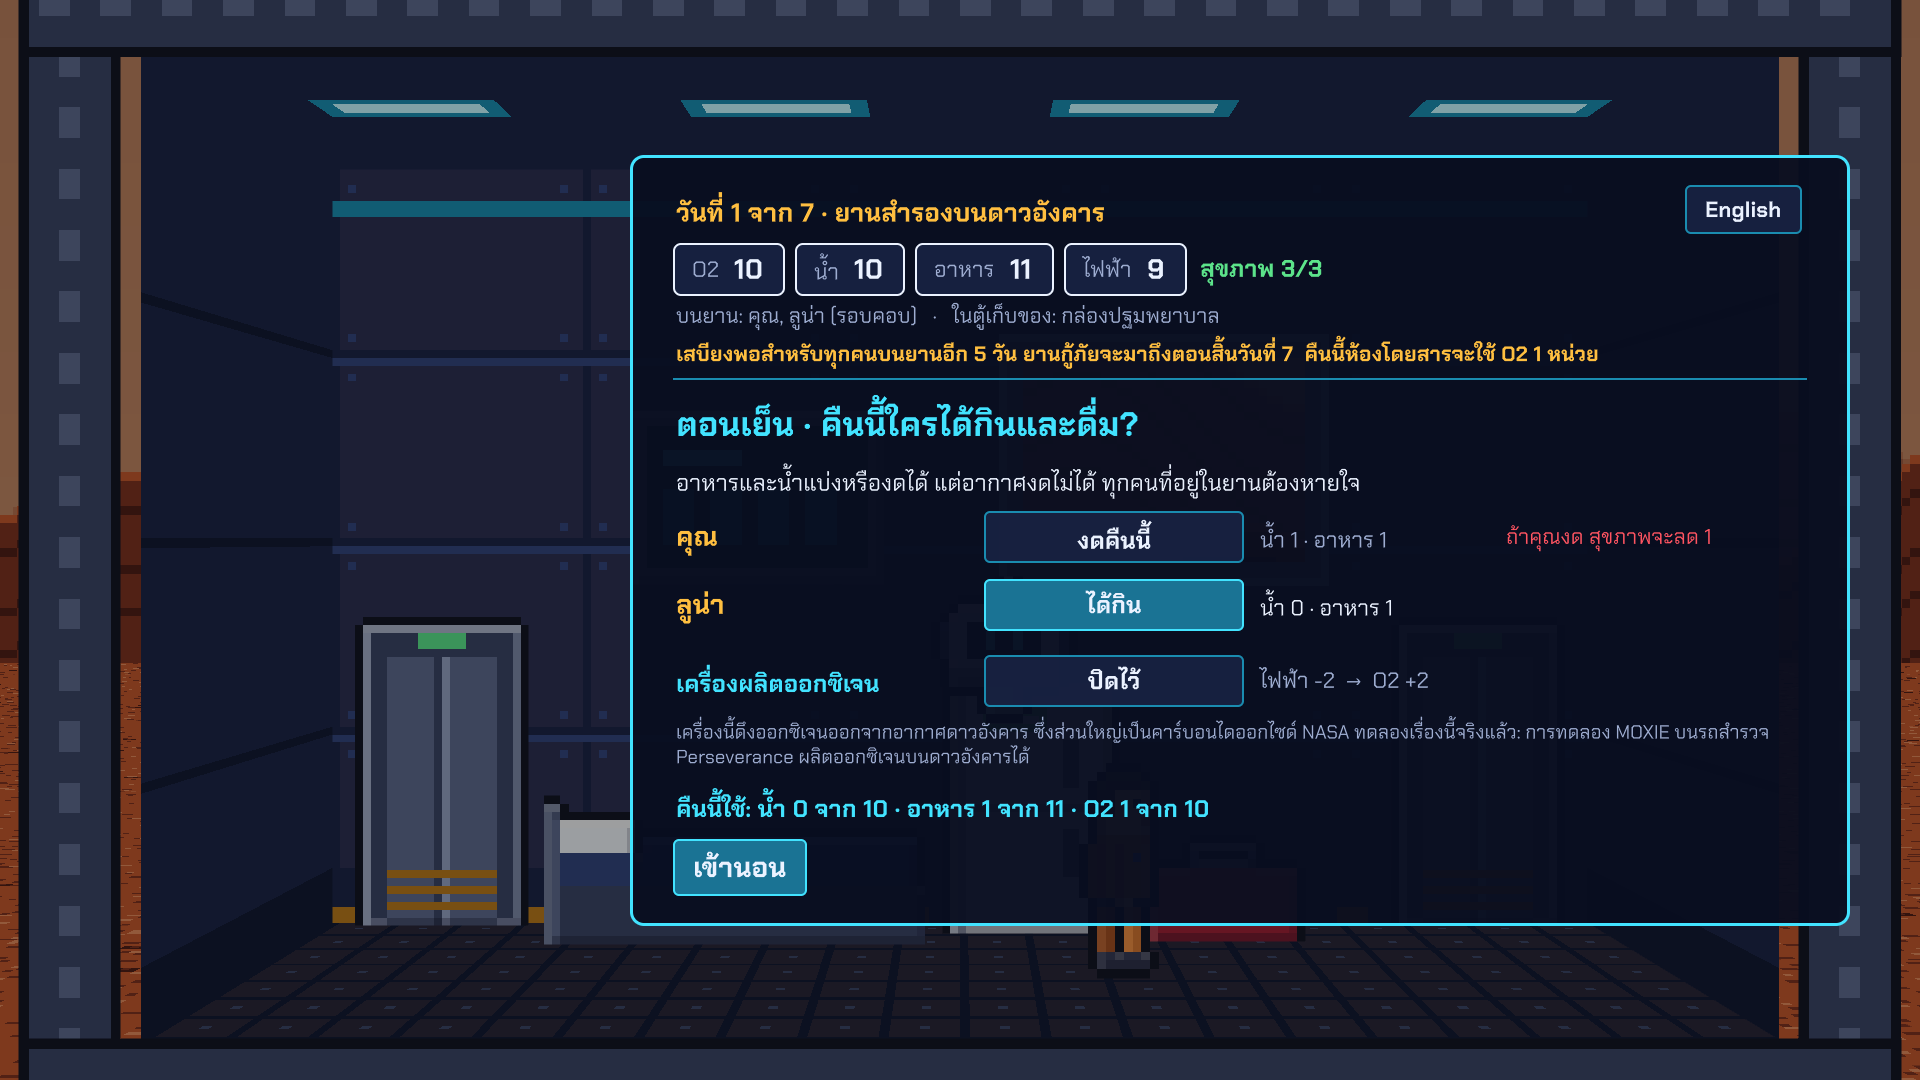 วันที่ 1 จาก 7 · ยานสำรองบนดาวอังคาร
English
O2 10 น้ำ 10 อาหาร 11 ไฟฟ้า 9 สุขภาพ 3/3
บนยาน: คุณ, ลูน่า (รอบคอบ) · ในตู้เก็บของ: กล่องปฐมพยาบาล
เสบียงพอสำหรับทุกคนบนยานอีก 5 วัน ยานกู้ภัยจะมาถึงตอนสิ้นวันที่ 7 คืนนี้ห้องโดยสารจะใช้ O2 1 หน่วย
ตอนเย็น · คืนนี้ใครได้กินและดื่ม?
อาหารและน้ำแบ่งหรืองดได้ แต่อากาศงดไม่ได้ ทุกคนที่อยู่ในยานต้องหายใจ
คุณ งดคืนนี้ น้ำ 1 · อาหาร 1 ถ้าคุณงด สุขภาพจะลด 1
ลูน่า ได้กิน น้ำ 0 · อาหาร 1
เครื่องผลิตออกซิเจน ปิดไว้ ไฟฟ้า -2 → O2 +2
เครื่องนี้ดึงออกซิเจนออกจากอากาศดาวอังคาร ซึ่งส่วนใหญ่เป็นคาร์บอนไดออกไซด์ NASA ทดลองเรื่องนี้จริงแล้ว: การทดลอง MOXIE บนรถสำรวจ
Perseverance ผลิตออกซิเจนบนดาวอังคารได้
คืนนี้ใช้: น้ำ 0 จาก 10 · อาหาร 1 จาก 11 · O2 1 จาก 10
เข้านอน